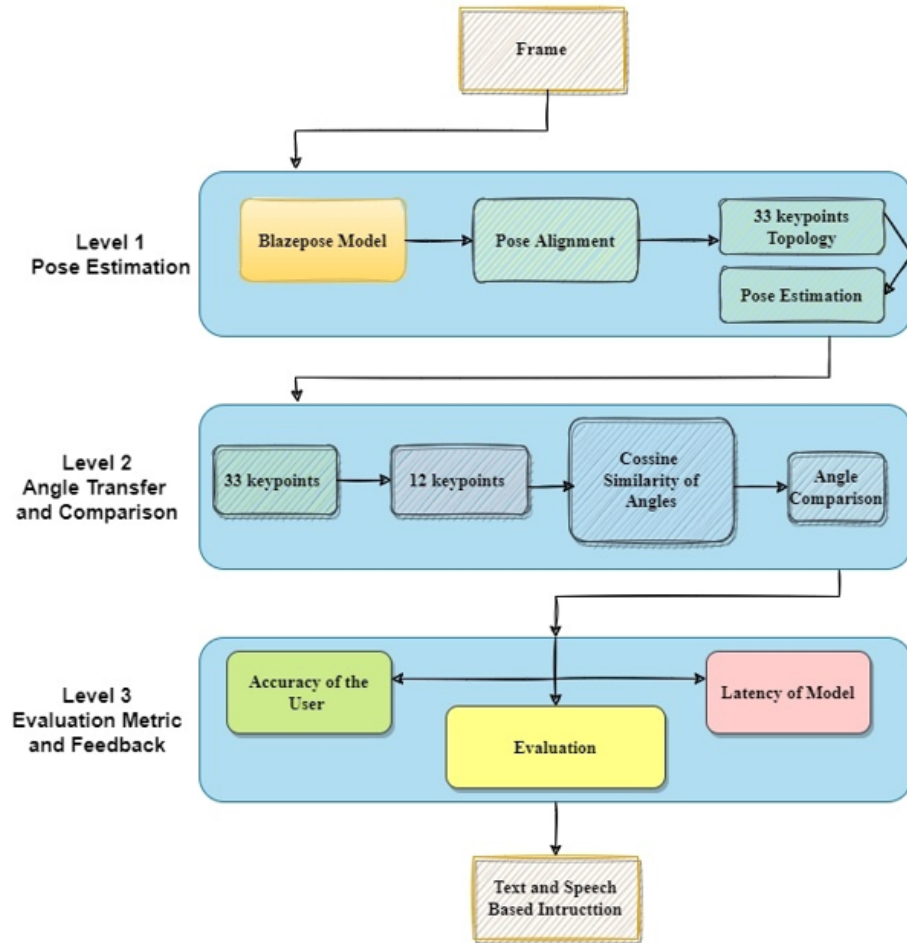 Frame
Level 1
Pose Estimation
Blazepose Model
Pose Alignment
33 keypoints
Topology
Pose Estimation
Level 2
Angle Transfer
and Comparison
33 keypoints
12 keypoints
Cossine
Similarity of
Angles
Angle
Comparison
Level 3
Evaluation Metric
and Feedback
Accuracy of the
User
Evaluation
Latency of Model
Text and Speech
Based Intructtion